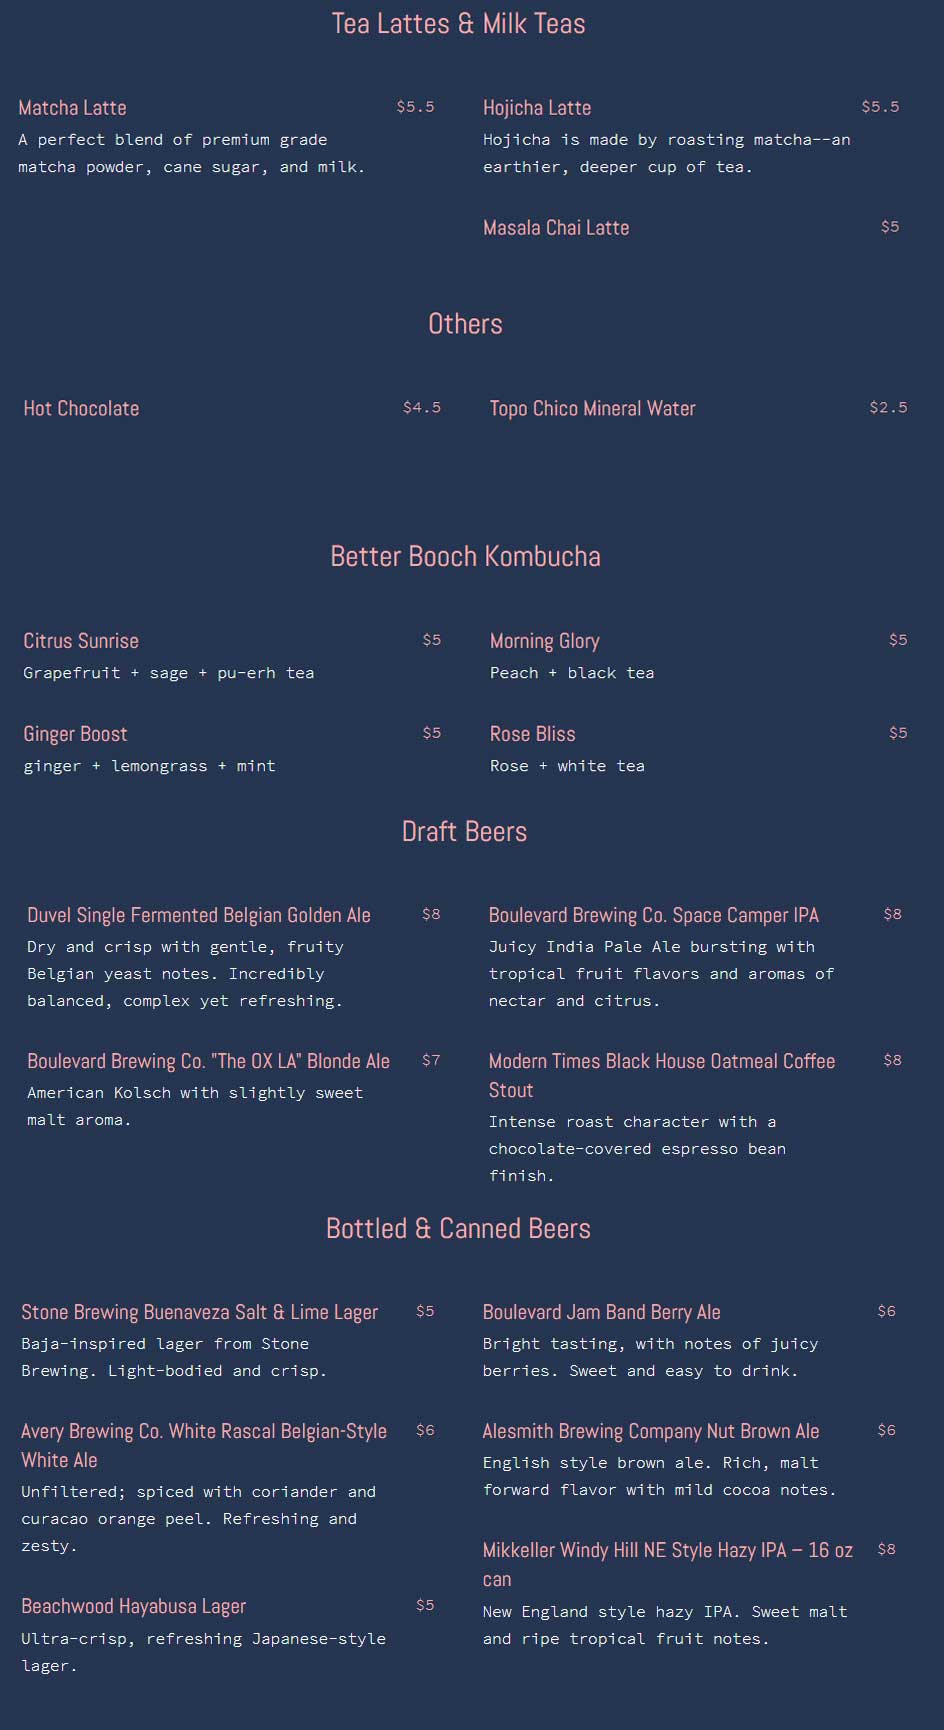 Tea Lattes & Milk Teas
Matcha Latte $5.5
A perfect blend of premium grade
matcha powder, cane sugar, and milk.
Hojicha Latte $5.5
Hojicha is made by roasting matcha--an
earthier, deeper cup of tea.
Masala Chai Latte $5
Others
Hot Chocolate $4.5
Topo Chico Mineral Water $2.5
Better Booch Kombucha
Citrus Sunrise $5
Grapefruit + sage + pu-erh tea
Morning Glory $5
Peach + black tea
Ginger Boost $5
ginger + lemongrass + mint
Rose Bliss $5
Rose + white tea
Draft Beers
Duvel Single Fermented Belgian Golden Ale $8
Dry and crisp with gentle, fruity
Belgian yeast notes. Incredibly
balanced, complex yet refreshing.
Boulevard Brewing Co. Space Camper IPA $8
Juicy India Pale Ale bursting with
tropical fruit flavors and aromas of
nectar and citrus.
Boulevard Brewing Co. "The OX LA" Blonde Ale $7
American Kolsch with slightly sweet
malt aroma.
Modern Times Black House Oatmeal Coffee $8
Stout
Intense roast character with a
chocolate-covered espresso bean
finish.
Bottled & Canned Beers
Stone Brewing Buenaveza Salt & Lime Lager $5
Baja-inspired lager from Stone
Brewing. Light-bodied and crisp.
Boulevard Jam Band Berry Ale $6
Bright tasting, with notes of juicy
berries. Sweet and easy to drink.
Avery Brewing Co. White Rascal Belgian-Style $6
White Ale
Unfiltered; spiced with coriander and
curacao orange peel. Refreshing and
zesty.
Alesmith Brewing Company Nut Brown Ale $6
English style brown ale. Rich, malt
forward flavor with mild cocoa notes.
Beachwood Hayabusa Lager $5
Ultra-crisp, refreshing Japanese-style
lager.
Mikkeller Windy Hill NE Style Hazy IPA – 16 oz $8
can
New England style hazy IPA. Sweet malt
and ripe tropical fruit notes.